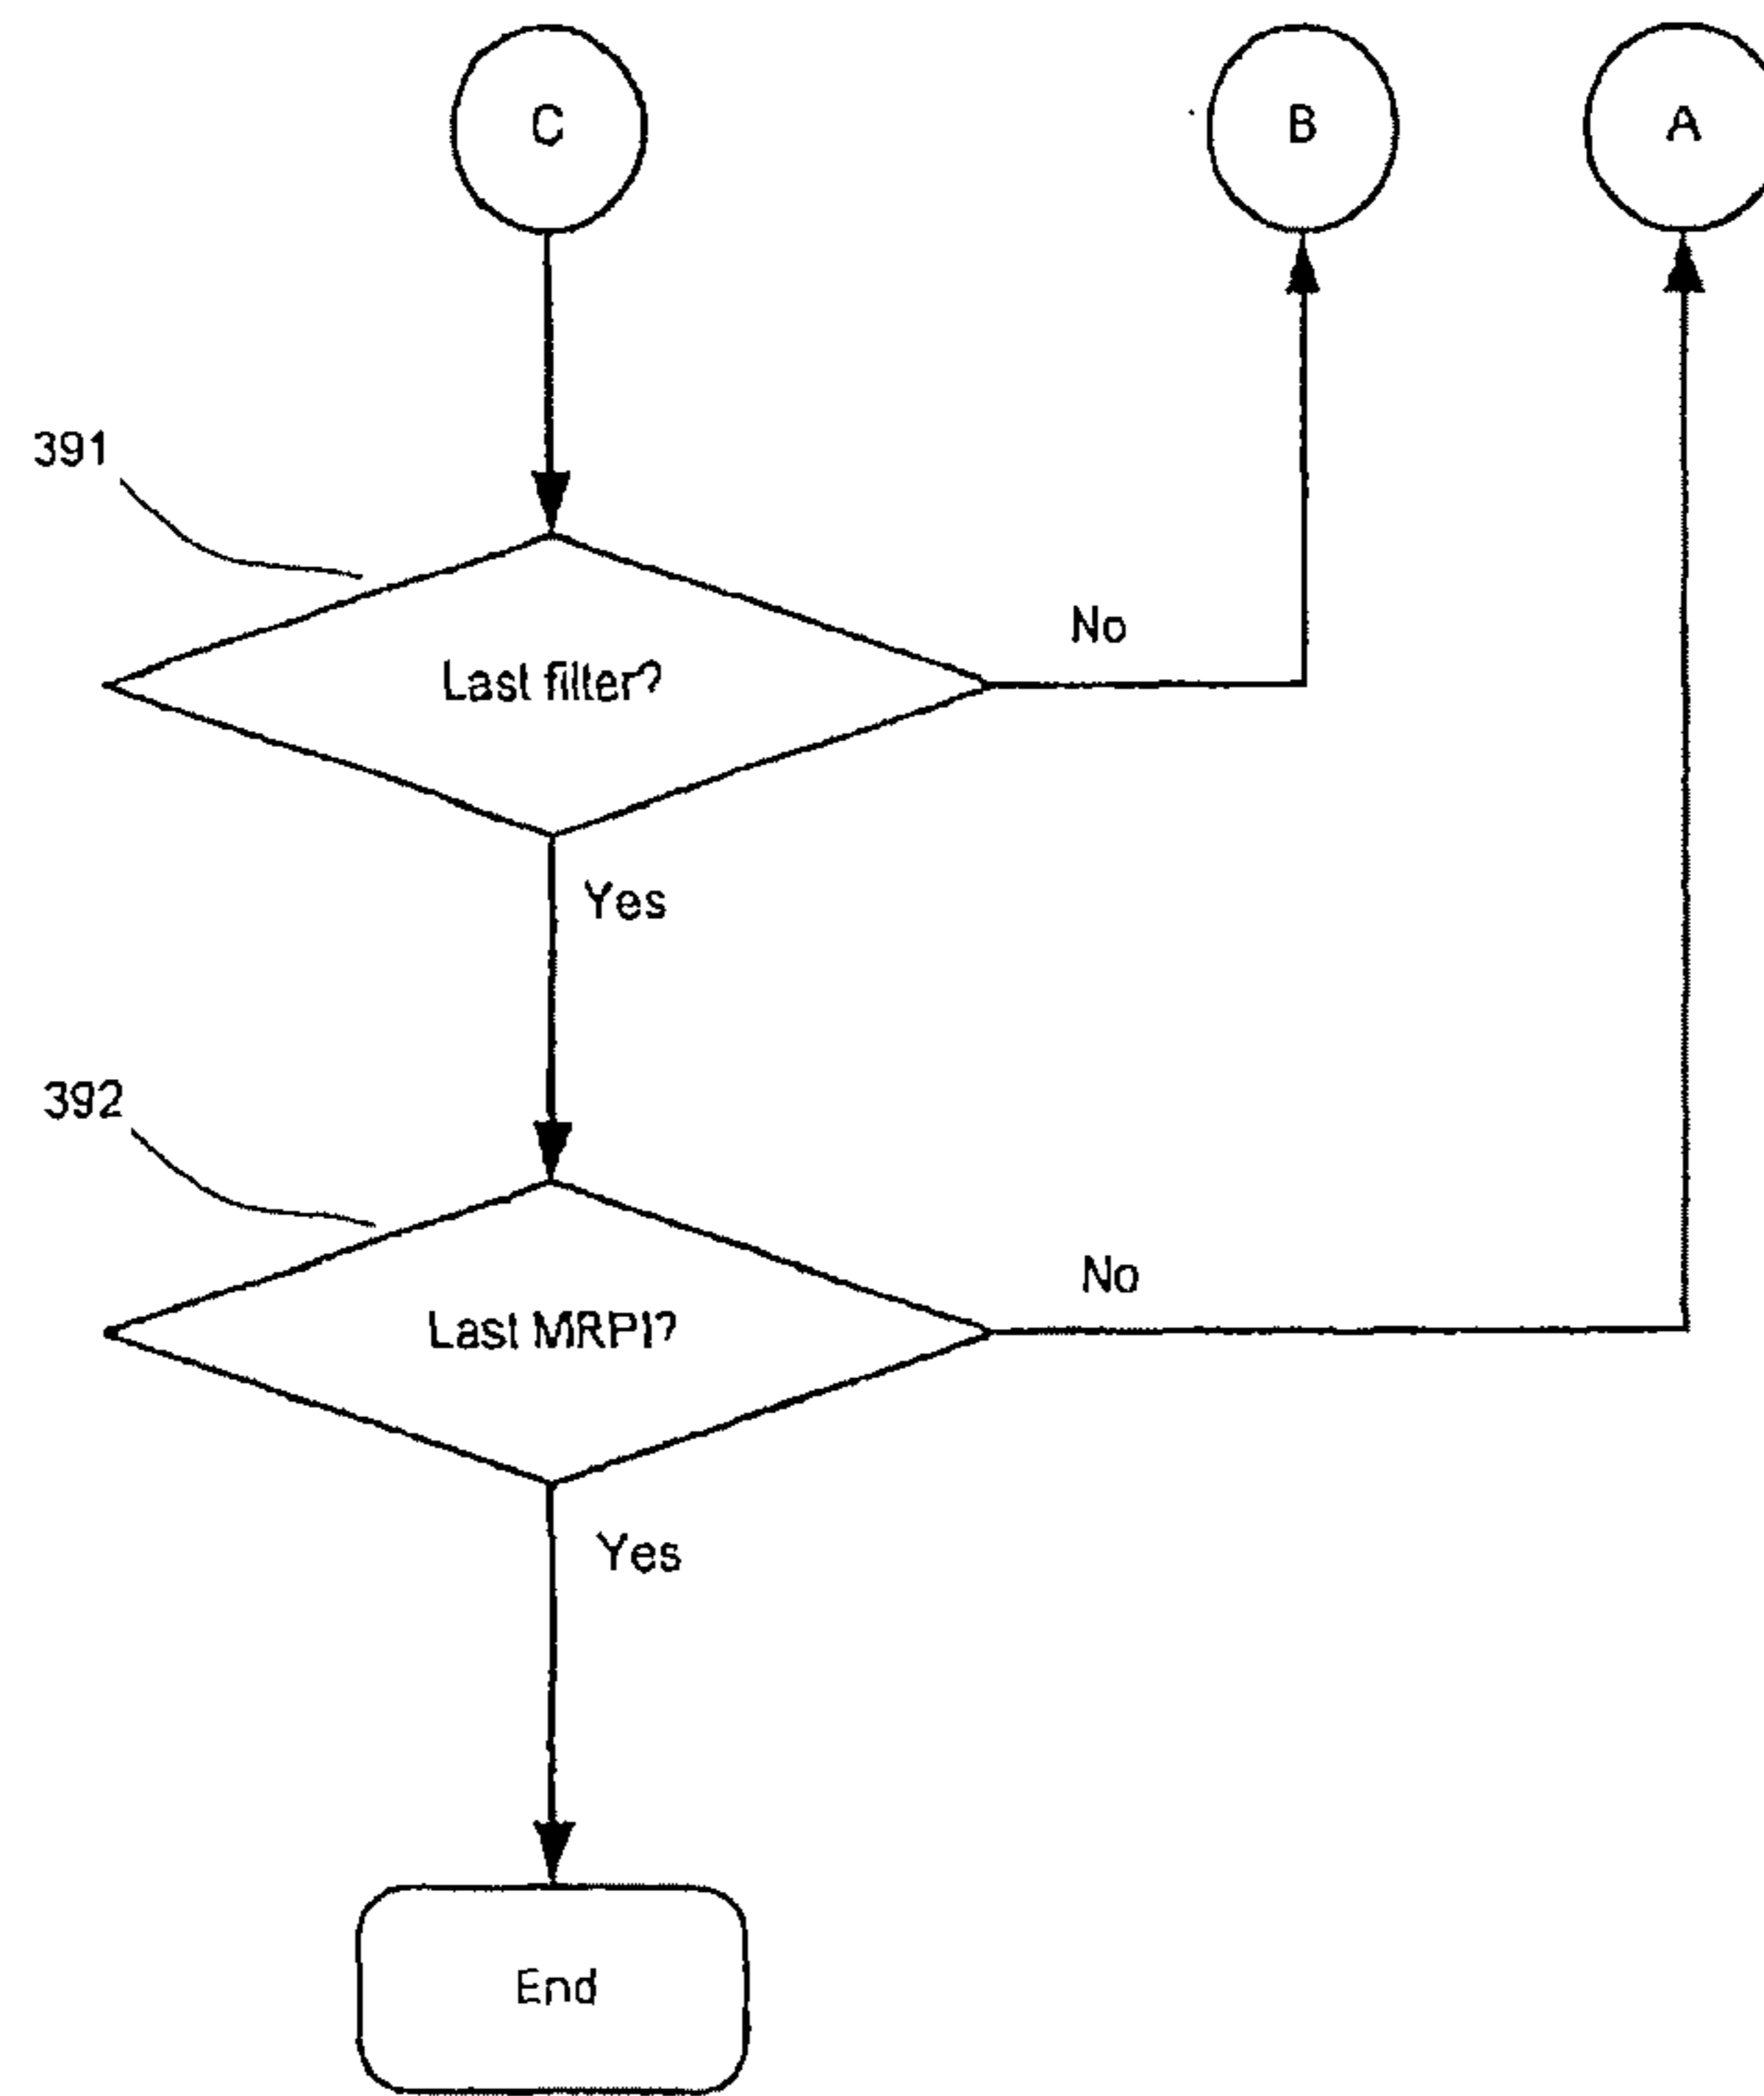 C
B
A
391
No
Last filter?
Yes
392
No
Last MRPI?
Yes
End